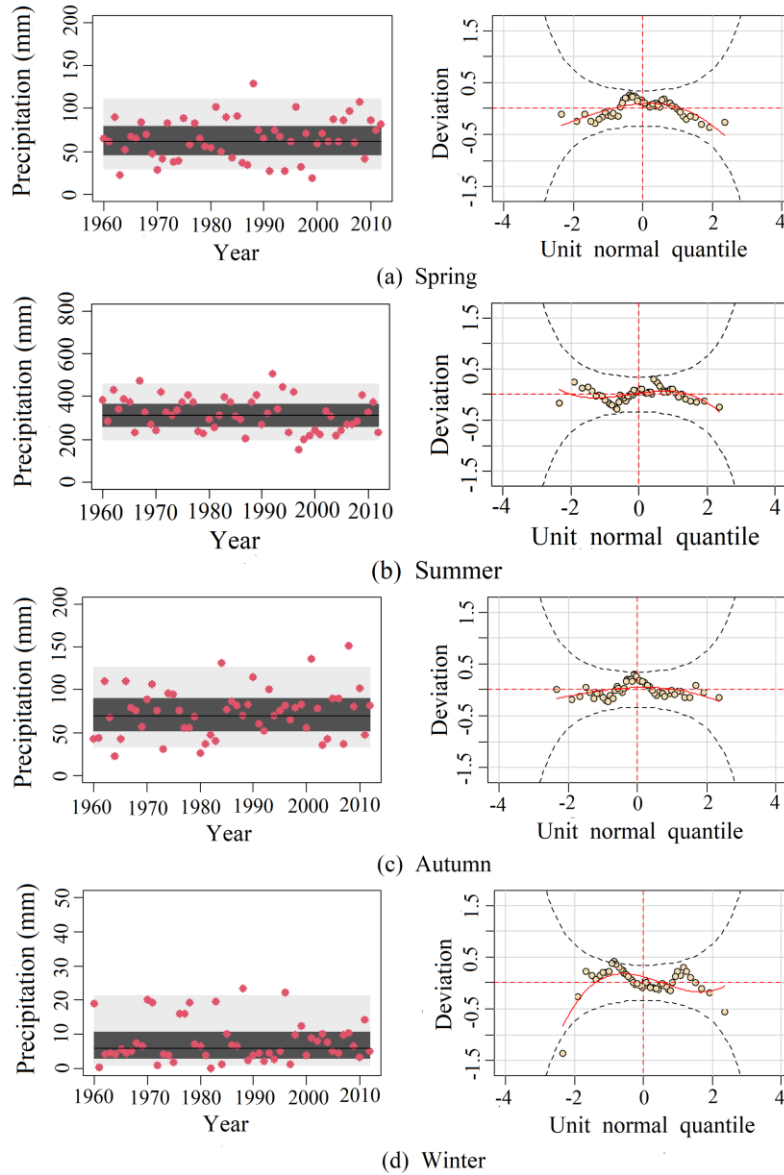 Precipitation (mm)
200
150
100
50
0
1960 1970 1980 1990 2000 2010
Year
Deviation
1.5
0.5
-0.5
-1.5
-4 -2 0 2 4
Unit normal quantile
(a) Spring
Precipitation (mm)
800
600
400
200
0
1960 1970 1980 1990 2000 2010
Year
Deviation
1.5
0.5
-0.5
-1.5
-4 -2 0 2 4
Unit normal quantile
(b) Summer
Precipitation (mm)
200
150
100
50
0
1960 1970 1980 1990 2000 2010
Year
Deviation
1.5
0.5
-0.5
-1.5
-4 -2 0 2 4
Unit normal quantile
(c) Autumn
Precipitation (mm)
50
40
30
20
10
0
1960 1970 1980 1990 2000 2010
Year
Deviation
1.5
0.5
-0.5
-1.5
-4 -2 0 2 4
Unit normal quantile
(d) Winter